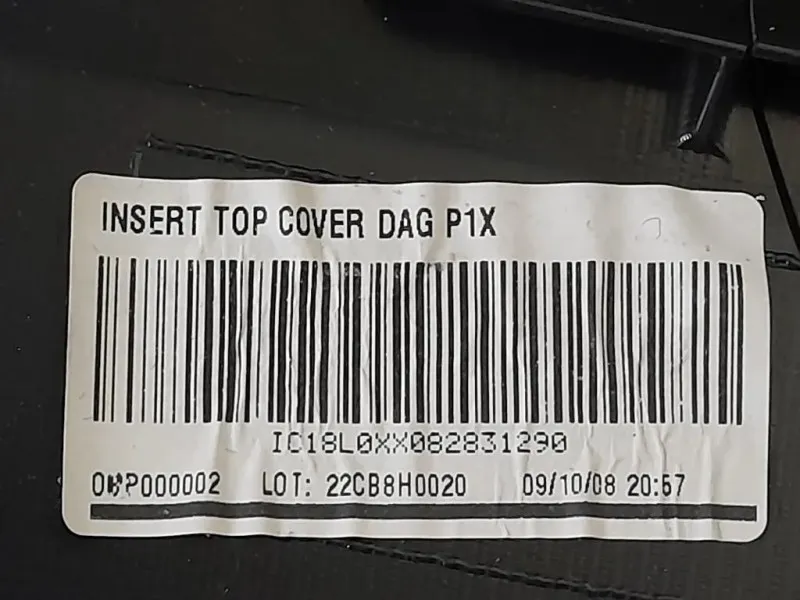 INSERT TOP COVER DAG P1X
IC18L0XX082831290
LOT: 22CB8H0020 09/10/08 20:57